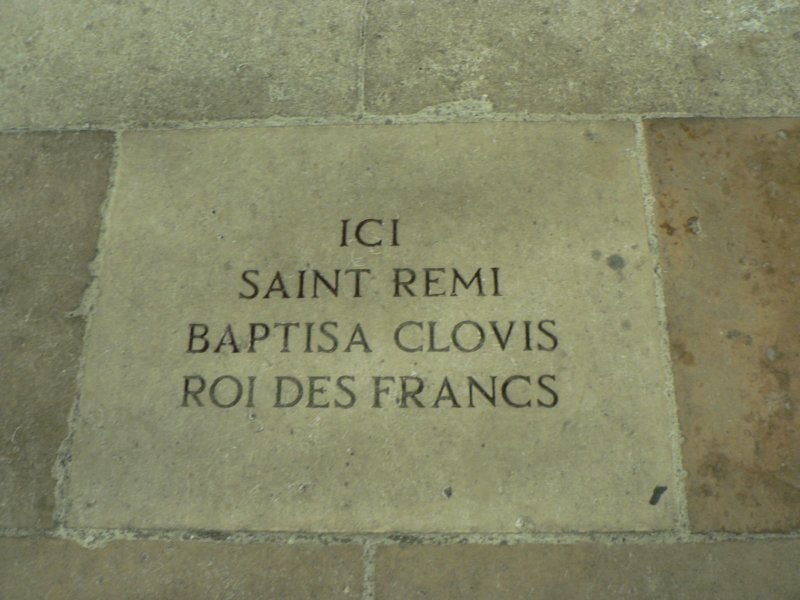 ICI
SAINT REMI
BAPTISA CLOVIS
ROI DES FRANCS